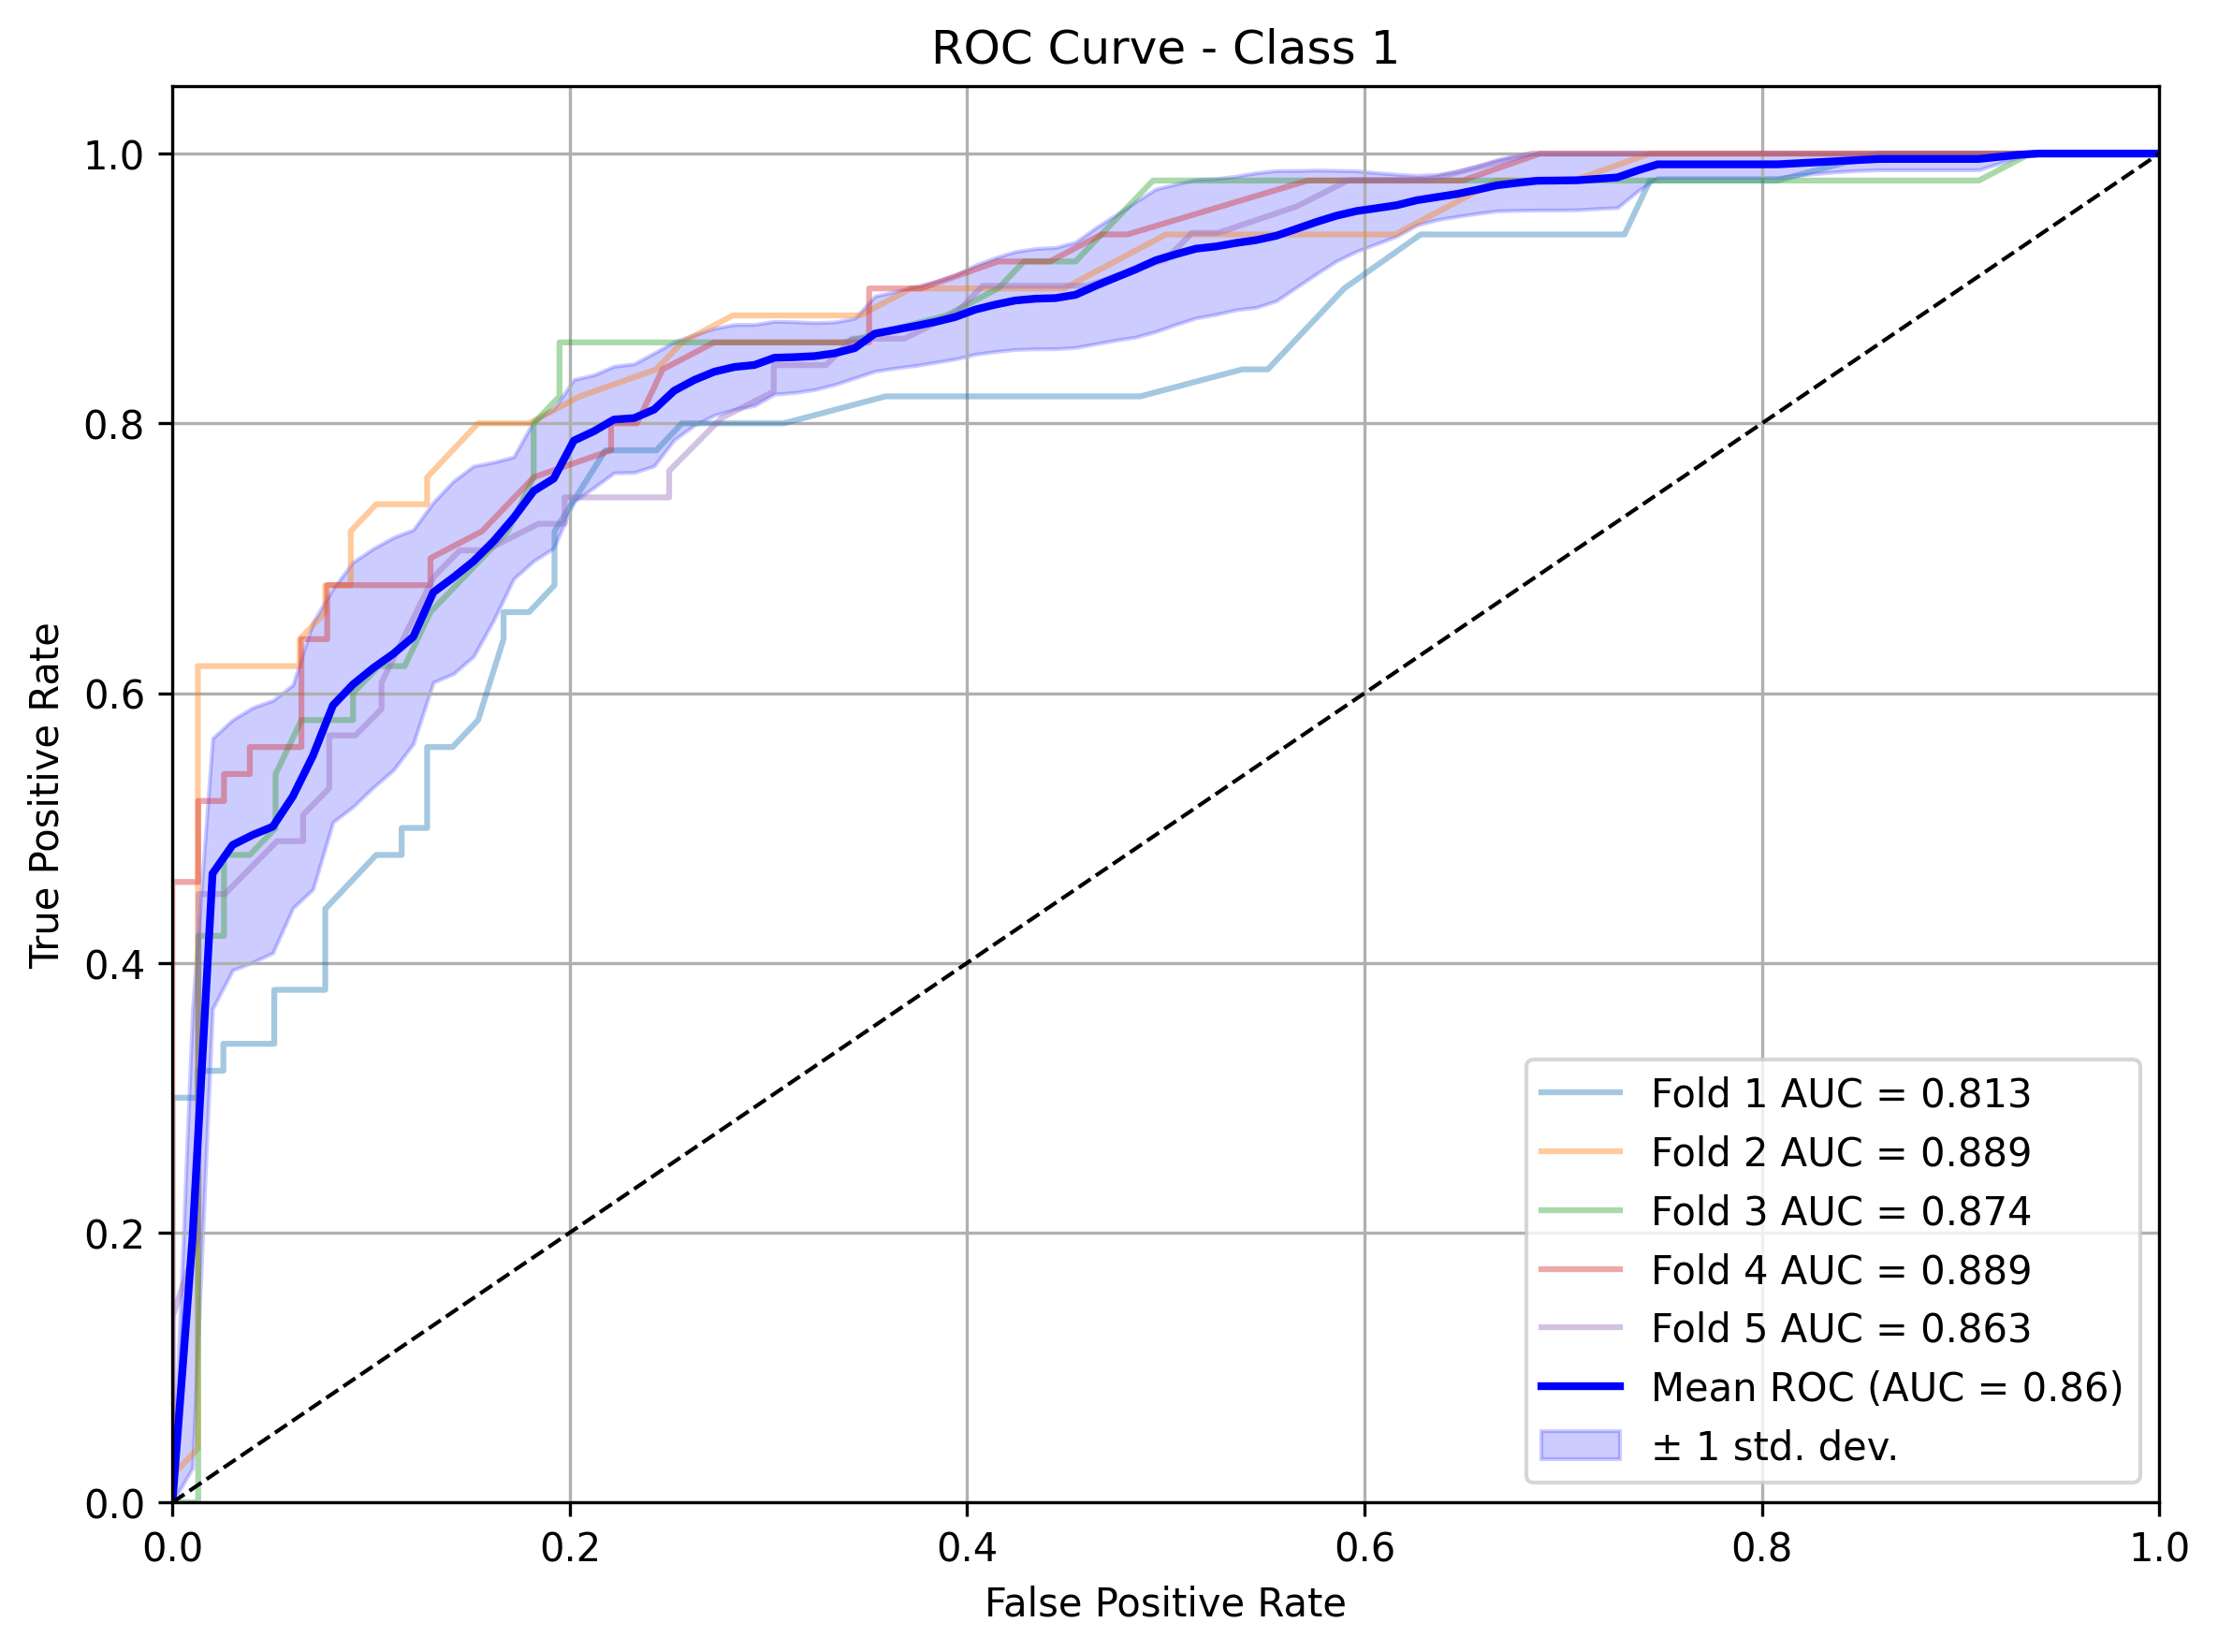 ROC Curve - Class 1
1.0
0.8
0.6
0.4
0.2
0.0
True Positive Rate
0.0 0.2 0.4 0.6 0.8 1.0
False Positive Rate
Fold 1 AUC = 0.813
Fold 2 AUC = 0.889
Fold 3 AUC = 0.874
Fold 4 AUC = 0.889
Fold 5 AUC = 0.863
Mean ROC (AUC = 0.86)
± 1 std. dev.